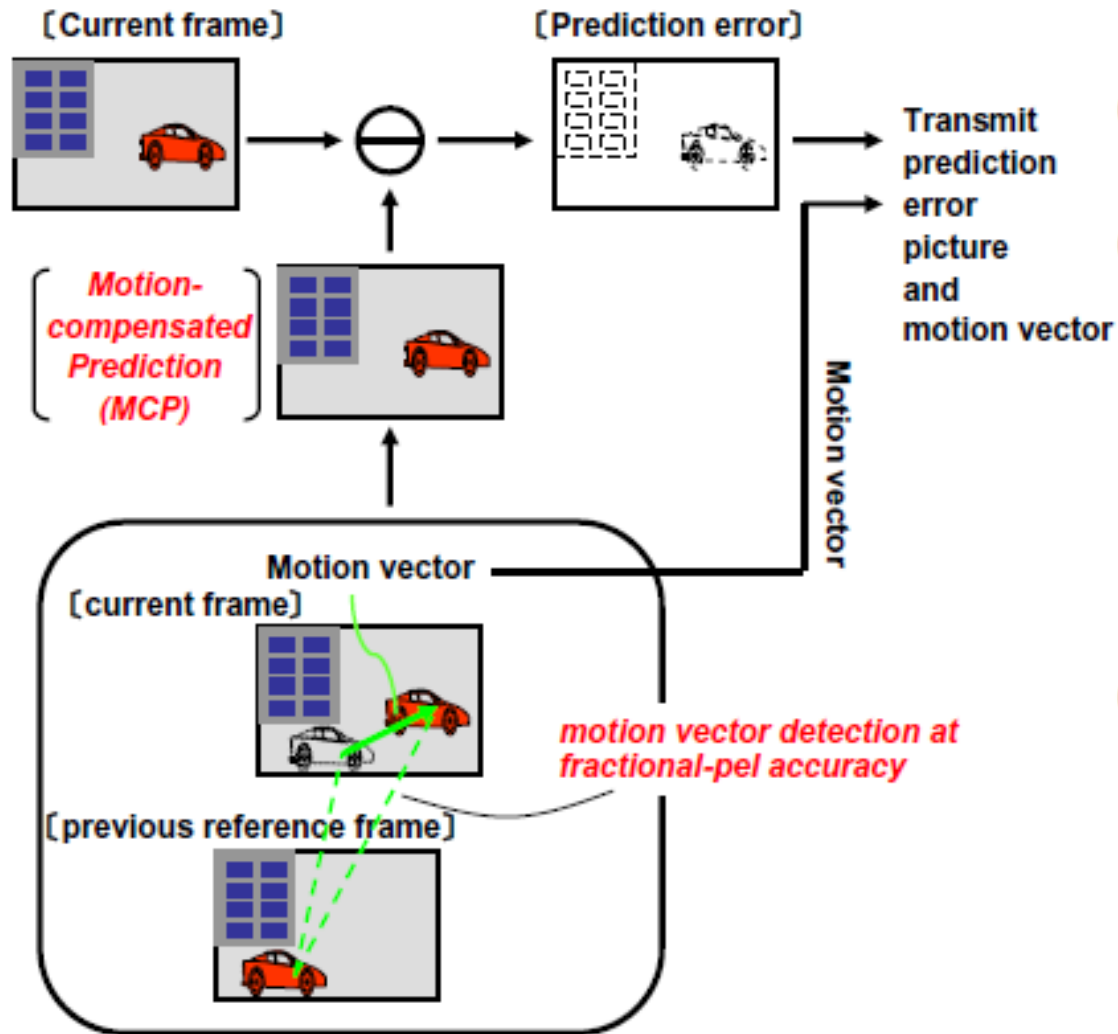 〔Current frame〕
〔Prediction error〕
Transmit
prediction
error
picture
and
motion vector
Motion-
compensated
Prediction
(MCP)
Motion vector
Motion vector
〔current frame〕
motion vector detection at
fractional-pel accuracy
〔previous reference frame〕